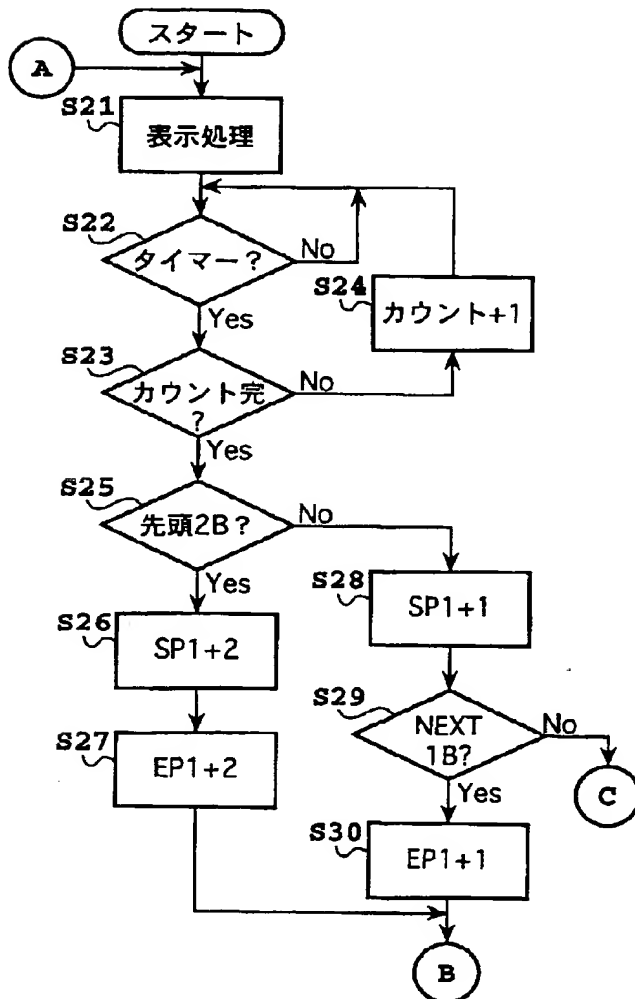 スタート
A
S21
表示処理
S22
タイマー?
No
S24
カウント+1
Yes
S23
カウント完
?
No
Yes
S25
先頭2B?
No
Yes
S28
SP1+1
S26
SP1+2
S29
NEXT
1B?
No
S27
EP1+2
C
Yes
S30
EP1+1
B